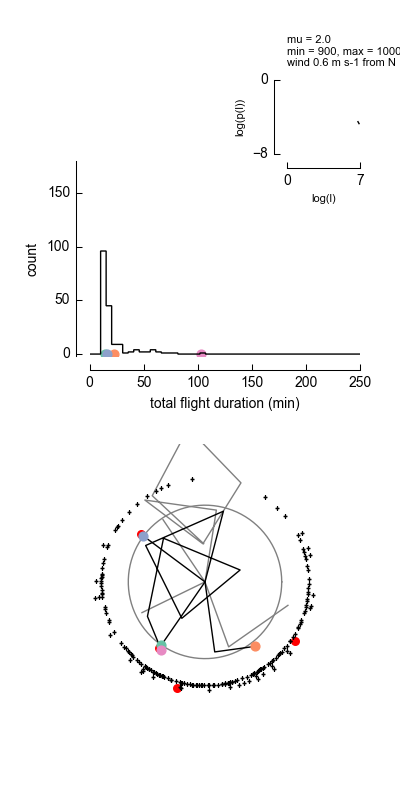 mu = 2.0
min = 900, max = 1000
wind 0.6 m s-1 from N
0
log(p(l))
−8
0
7
log(l)
150
count
100
50
0
0
50
100
150
200
250
total flight duration (min)